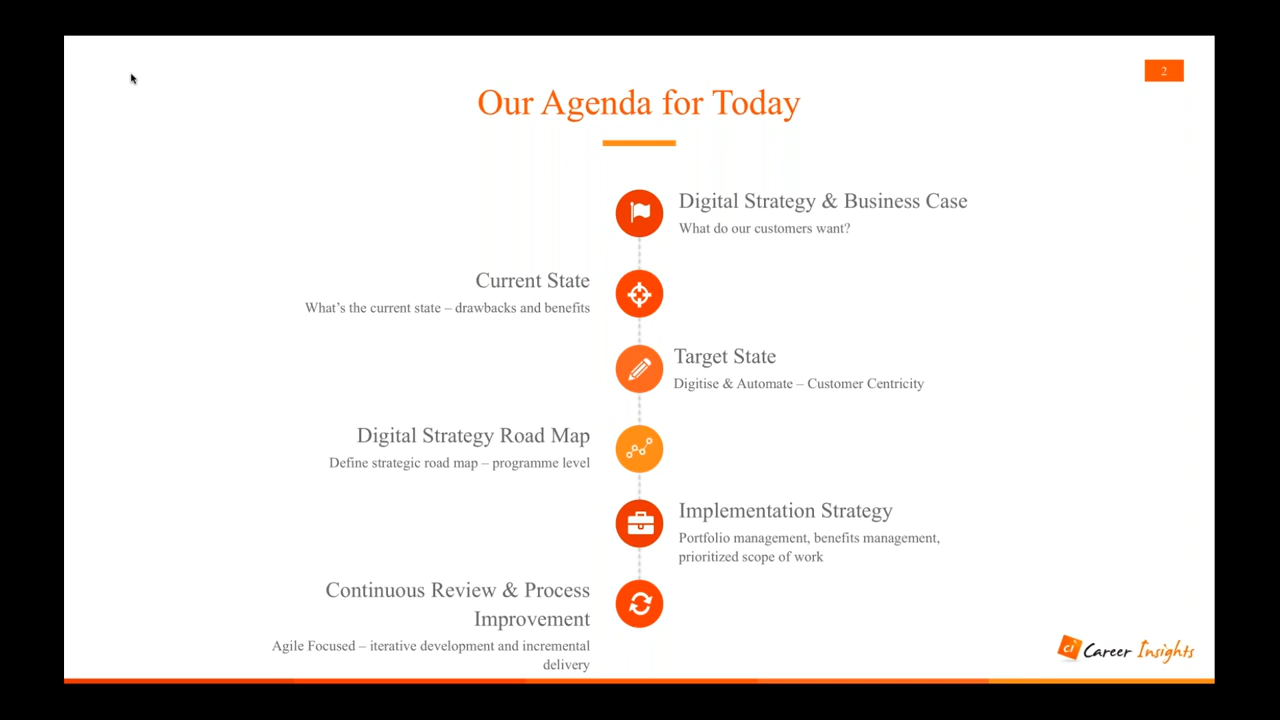 2
Our Agenda for Today
Digital Strategy & Business Case
What do our customers want?
Current State
What’s the current state – drawbacks and benefits
Target State
Digitise & Automate – Customer Centricity
Digital Strategy Road Map
Define strategic road map – programme level
Implementation Strategy
Portfolio management, benefits management,
prioritized scope of work
Continuous Review & Process
Improvement
Agile Focused – iterative development and incremental
delivery
ci Career Insights